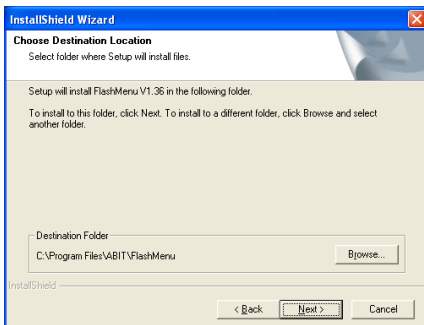 InstallShield Wizard
Choose Destination Location
Select folder where Setup will install files.
Setup will install FlashMenu V1.36 in the following folder.
To install to this folder, click Next. To install to a different folder, click Browse and select
another folder.
Destination Folder
C:\Program Files\ABIT\FlashMenu
Browse...
InstallShield
< Back
Next >
Cancel